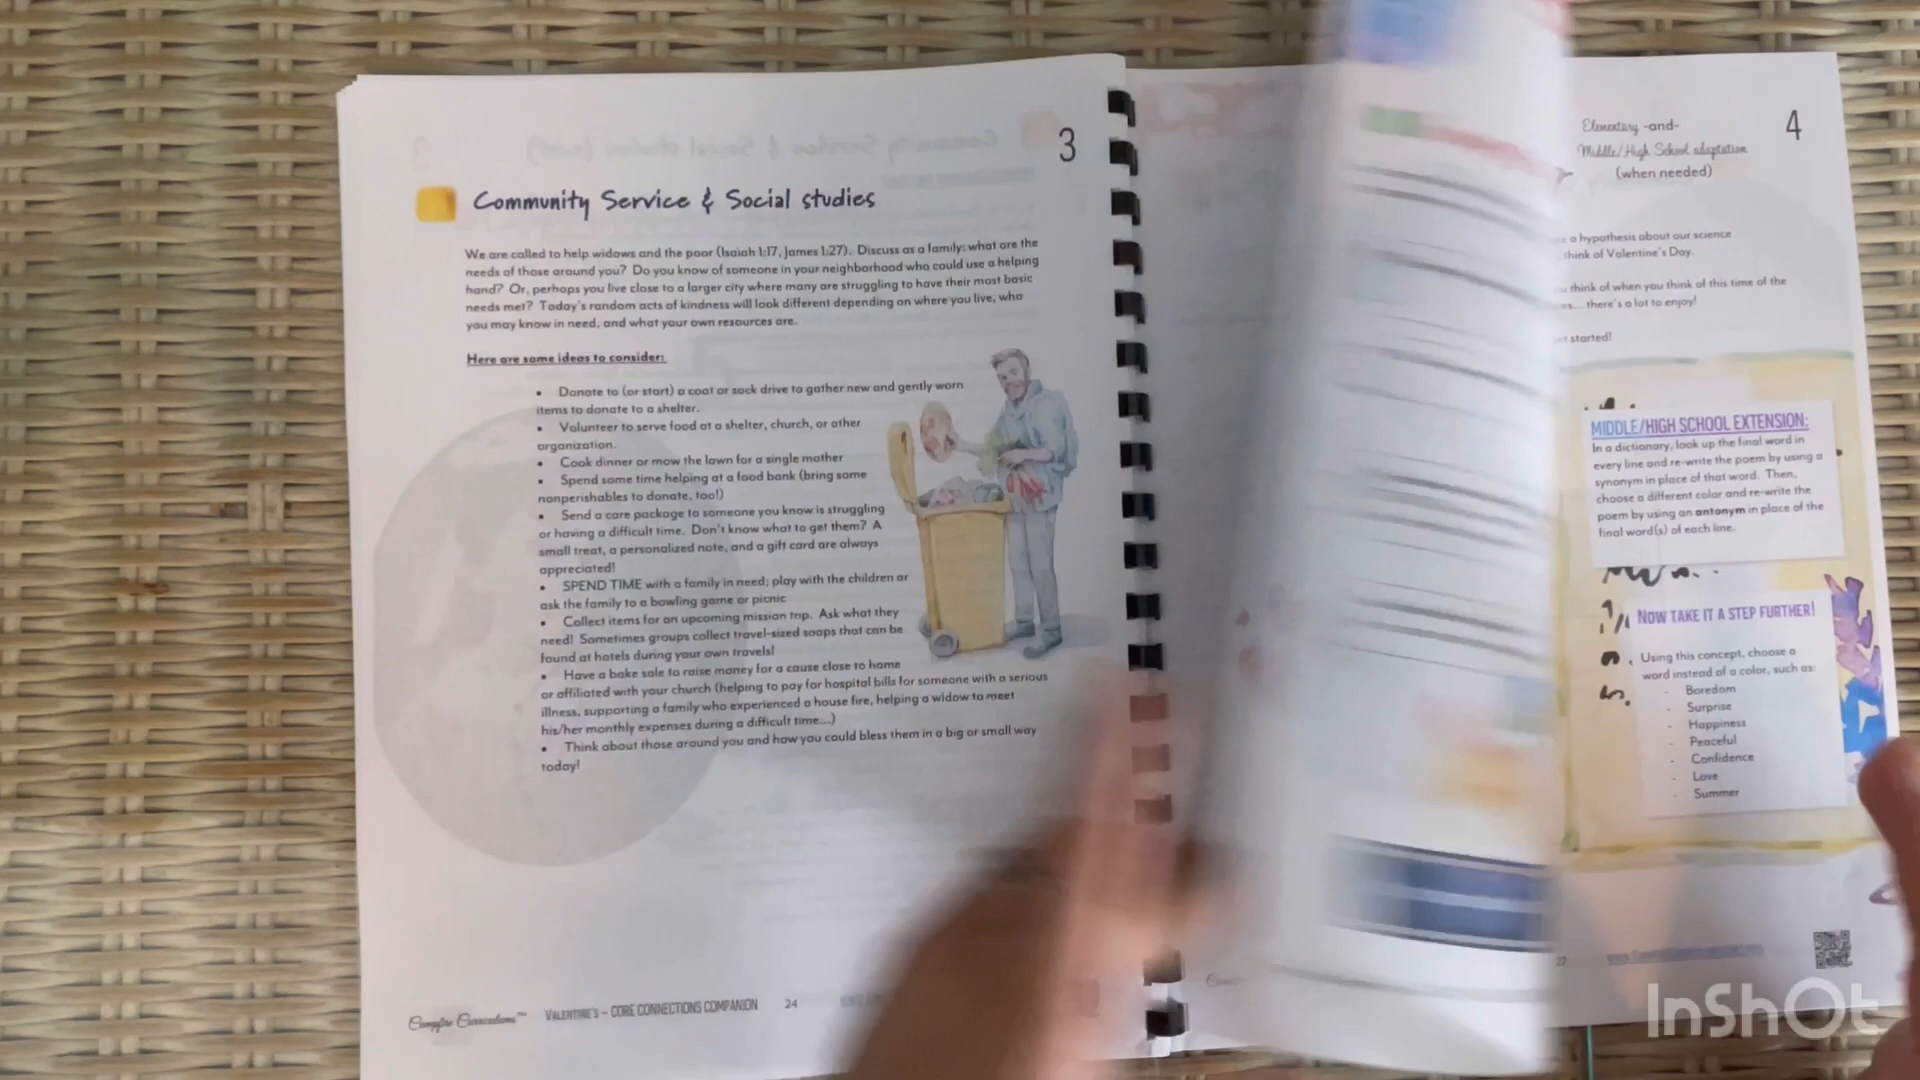 3
Community Service & Social studies
We are called to help widows and the poor (Isaiah 1:17, James 1:27). Discuss as a family: what are the
needs of those around you? Do you know of someone in your neighborhood who could use a helping
hand? Or, perhaps you live close to a larger city where many are struggling to have their most basic
needs met? Today's random acts of kindness will look different depending on where you live, who
you may know in need, and what your own resources are.
Here are some ideas to consider:
• Donate to (or start) a coat or sock drive to gather new and gently worn
items to donate to a shelter.
• Volunteer to serve food at a shelter, church, or other
organization.
• Cook dinner or mow the lawn for a single mother
• Spend some time helping at a food bank (bring some
nonperishables to donate, too!)
• Send a care package to someone you know is struggling
or having a difficult time. Don't know what to get them? A
small treat, a personalized note, and a gift card are always
appreciated!
• SPEND TIME with a family in need; play with the children or
ask the family to a bowling game or picnic
• Collect items for an upcoming mission trip. Ask what they
need! Sometimes groups collect travel-sized soaps that can be
found at hotels during your own travels!
• Have a bake sale to raise money for a cause close to home
or affiliated with your church (helping to pay for hospital bills for someone with a serious
illness, supporting a family who experienced a house fire, helping a widow to meet
his/her monthly expenses during a difficult time...)
• Think about those around you and how you could bless them in a big or small way
today!
Campfire Curriculums™ VALENTINE'S – CORE CONNECTIONS COMPANION 24
4
Elementary -and-
Middle/High School adaptation
(when needed)
a hypothesis about our science
think of Valentine's Day.
think of when you think of this time of the
... there's a lot to enjoy!
started!
MIDDLE/HIGH SCHOOL EXTENSION:
In a dictionary, look up the final word in
every line and re-write the poem by using a
synonym in place of that word. Then,
choose a different color and re-write the
poem by using an antonym in place of the
final word(s) of each line.
NOW TAKE IT A STEP FURTHER!
Using this concept, choose a
word instead of a color, such as:
- Boredom
- Surprise
- Happiness
- Peaceful
- Confidence
- Love
- Summer
27
InShOt